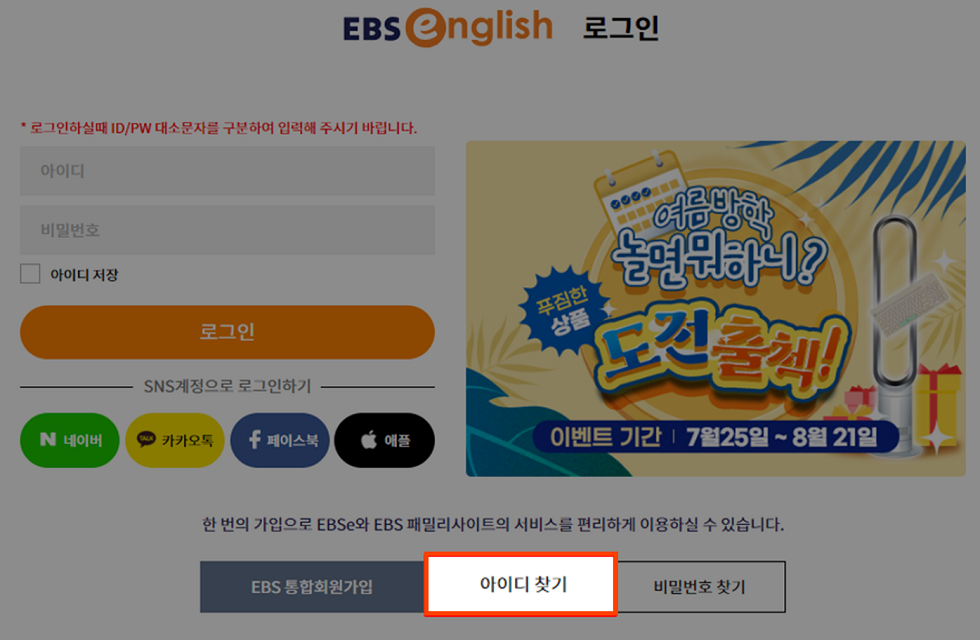 EBS english 로그인
* 로그인하실때 ID/PW 대소문자를 구분하여 입력해 주시기 바랍니다.
아이디
비밀번호
아이디 저장
로그인
SNS계정으로 로그인하기
N 네이버
TALK 카카오톡
f 페이스북
애플
여름방학
놀면뭐하니?
푸짐한
상품
도전출첵!
이벤트 기간 | 7월25일 ~ 8월 21일
한 번의 가입으로 EBSe와 EBS 패밀리사이트의 서비스를 편리하게 이용하실 수 있습니다.
EBS 통합회원가입
아이디 찾기
비밀번호 찾기